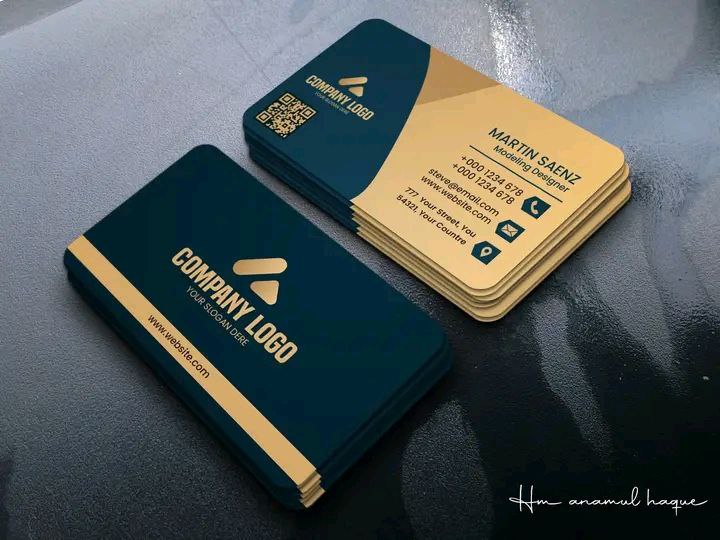 COMPANY LOGO
YOUR SLOGAN DERE
MARTIN SAENZ
Modeling Designer
+000 1234 678
+000 1234 678
steve@email.com
www.website.com
777. Your Street, You
54321, Your Countre
COMPANY LOGO
YOUR SLOGAN DERE
www.website.com
Hm anamul haque